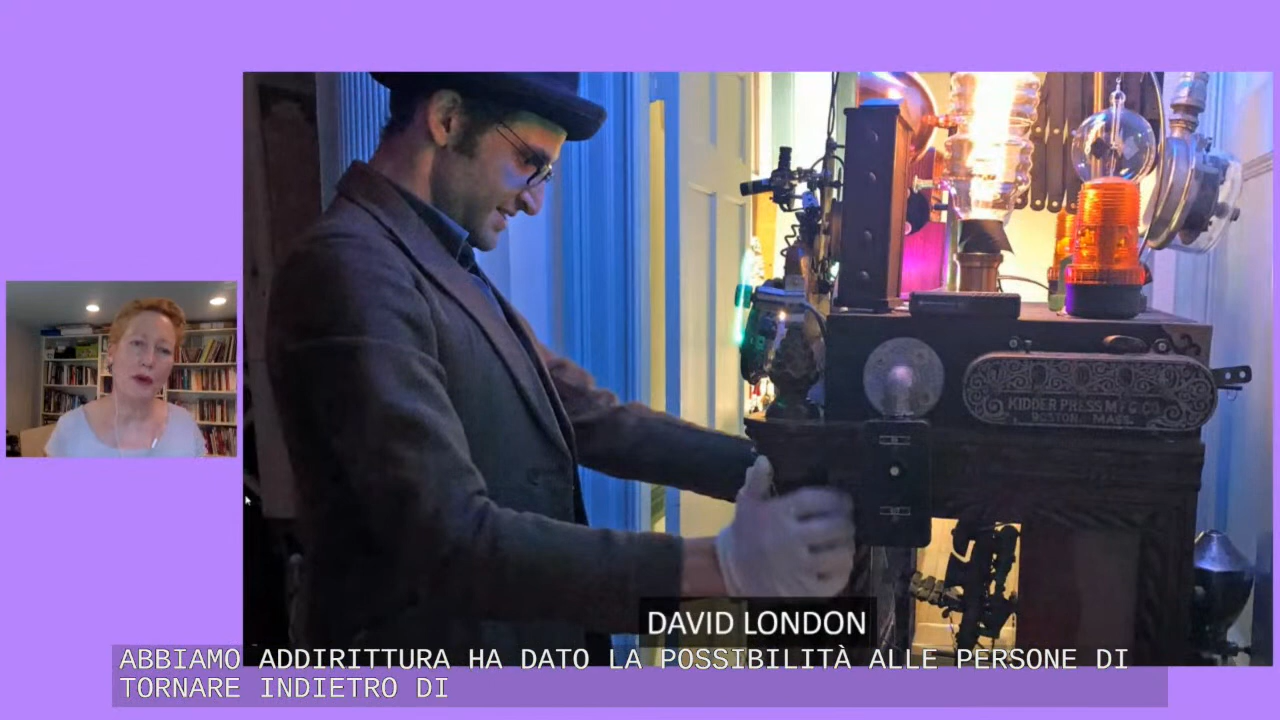 KIDDER PRESS MFG. CO.
BOSTON MASS.
DAVID LONDON
ABBIAMO ADDIRITTURA HA DATO LA POSSIBILITÀ ALLE PERSONE DI
TORNARE INDIETRO DI